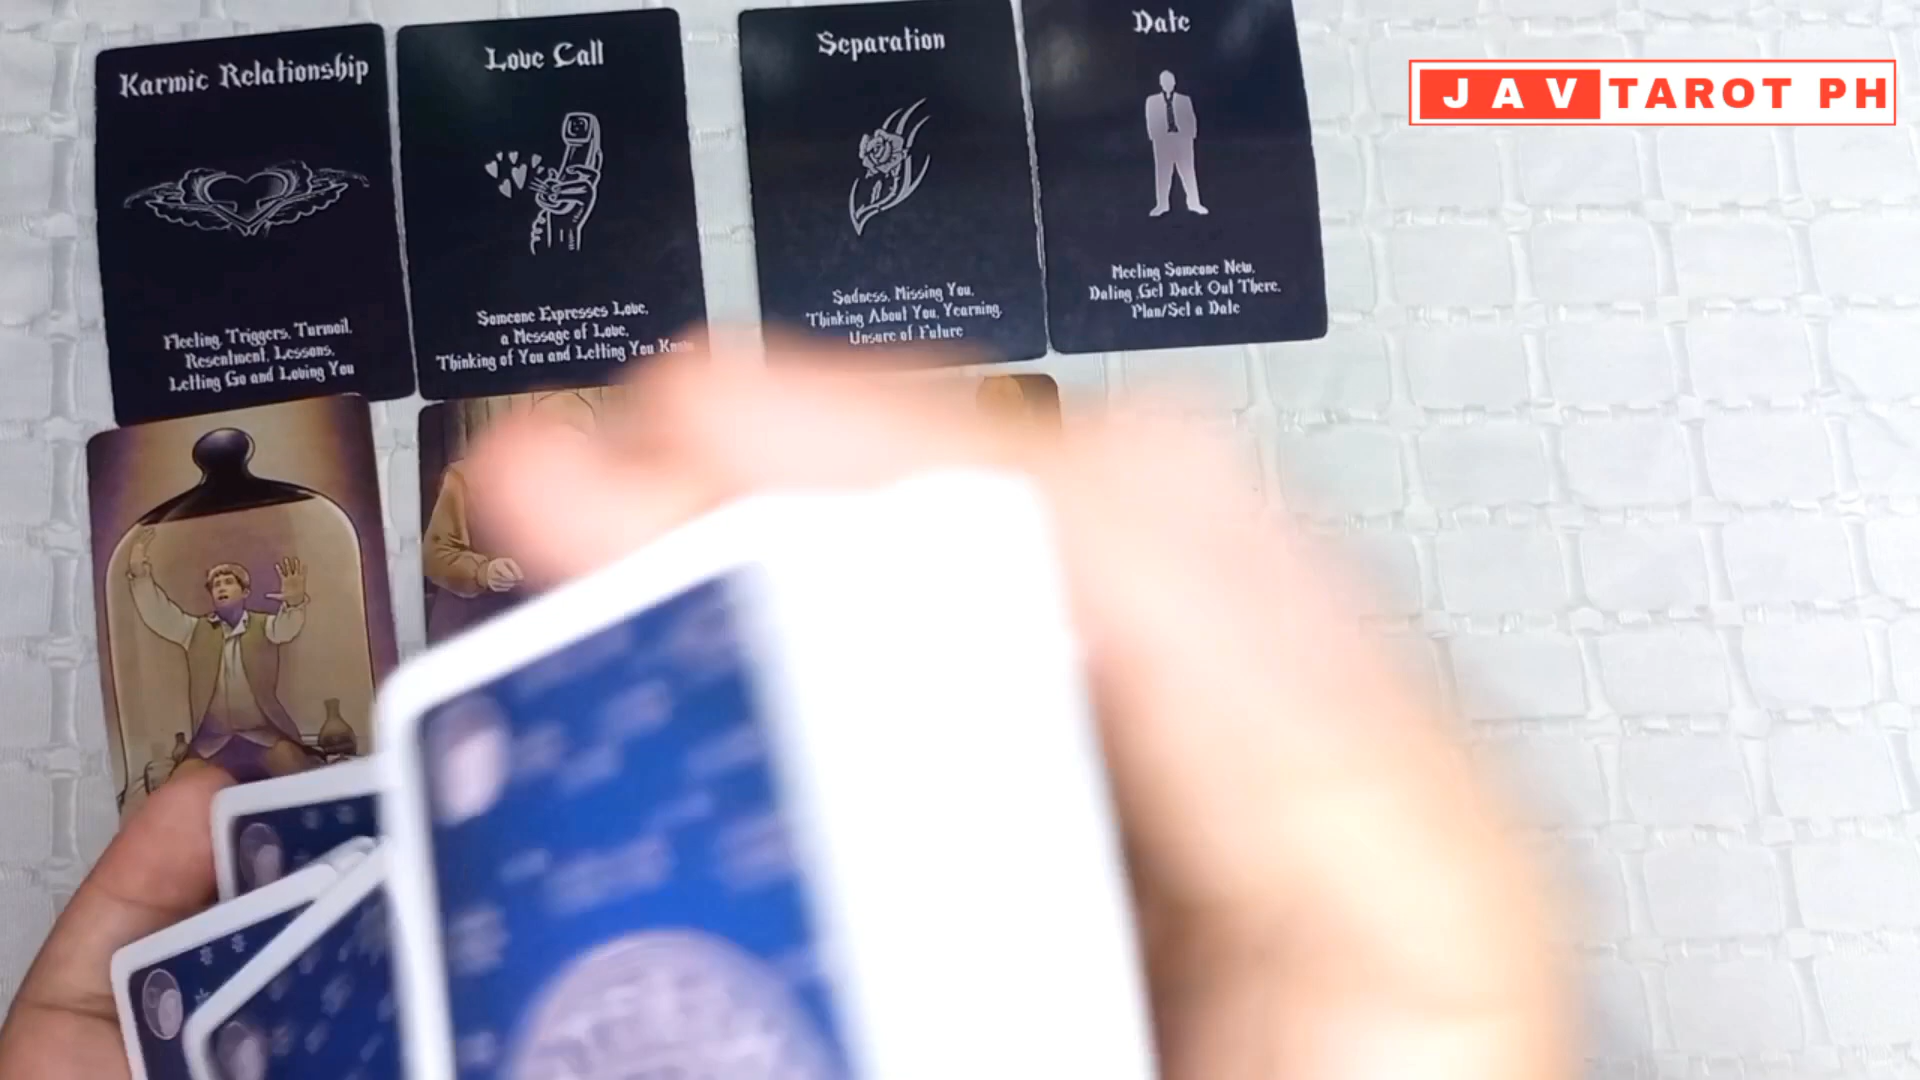 Karmic Relationship
Fleeting, Triggers, Turmoil,
Resentment, Lessons,
Letting Go and Loving You
Love Call
Someone Expresses Love,
a Message of Love,
Thinking of You and Letting You Know
Separation
Sadness, Missing You,
Thinking About You, Yearning,
Unsure of Future
Date
Meeting Someone New,
Dating, Get Back Out There,
Plan/Set a Date
JAV TAROT PH